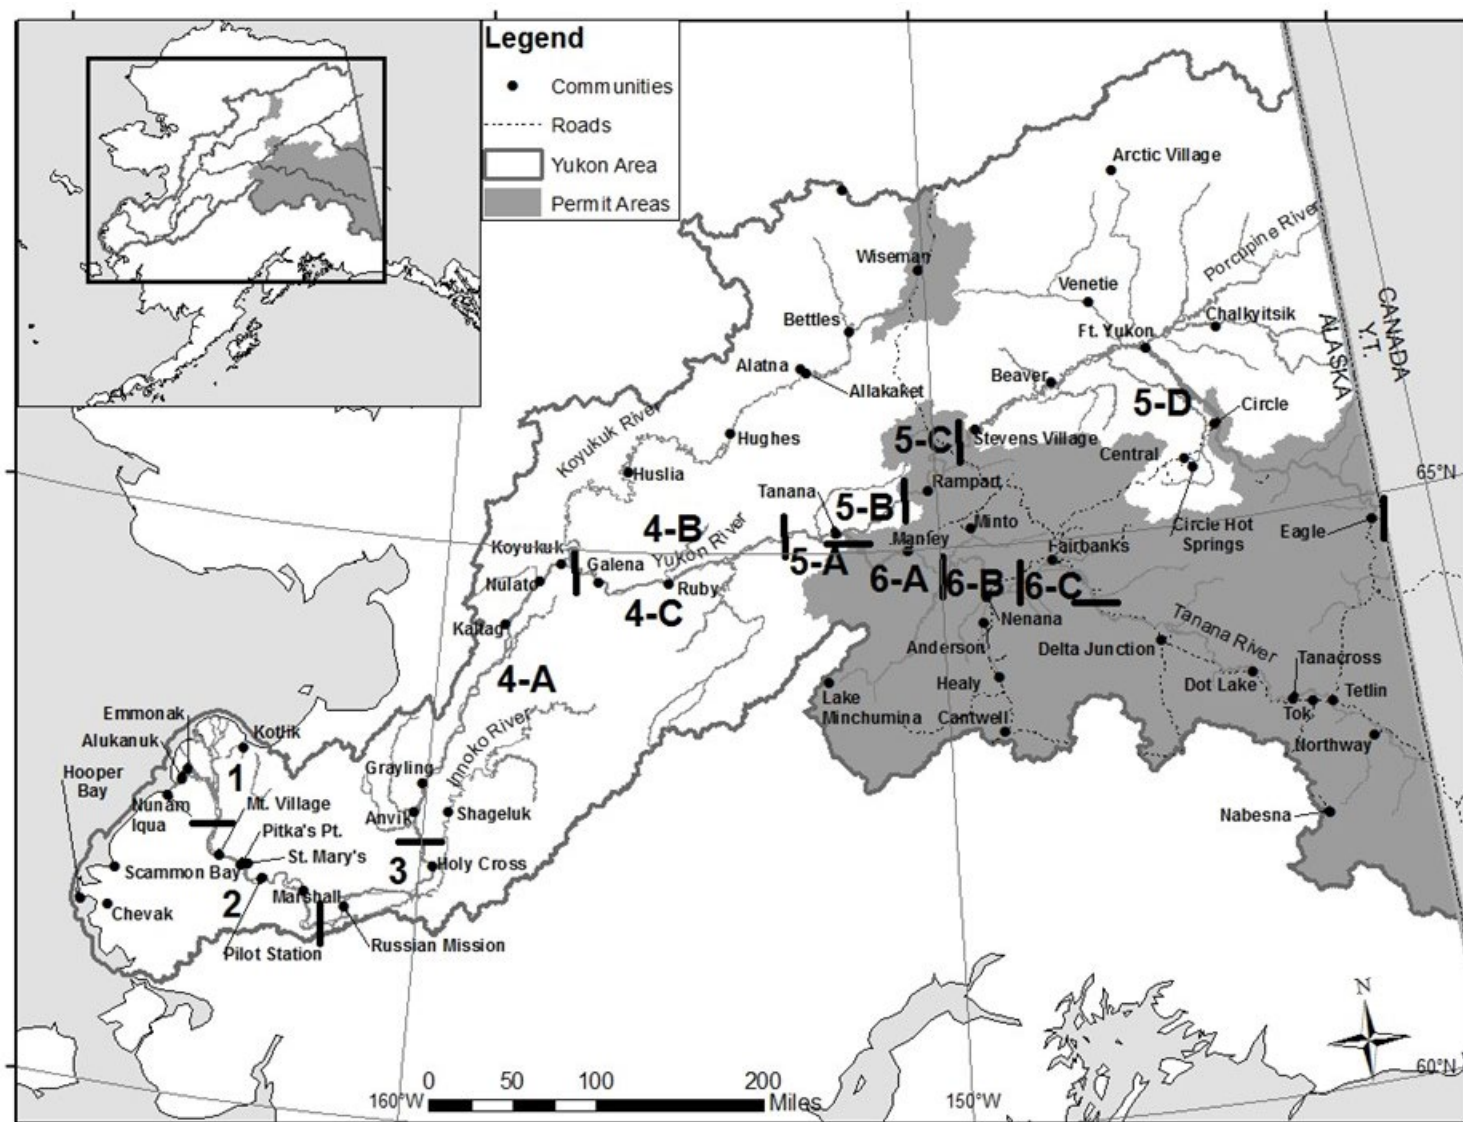 Legend
Communities
Roads
Yukon Area
Permit Areas
Arctic Village
Porcupine River
Wiseman
Venetie
Chalkyitsik
CANADA
Y.T.
ALASKA
Bettles
Ft. Yukon
Alatna
Allakaket
Beaver
5-D
Circle
Koyukuk River
Hughes
5-C
Stevens Village
Central
65°N
Huslia
Rampart
Tanana
5-B
4-B
Yukon River
Minto
Circle Hot
Springs
Eagle
Koyukuk
Galena
5-A
Manley
Fairbanks
Nulato
Ruby
6-A
6-B
6-C
4-C
Nenana
Kaltag
Anderson
Delta Junction
Tanana River
Tanacross
4-A
Healy
Dot Lake
Tetlin
Lake
Minchumina
Cantwell
Tok
Northway
Emmonak
Kotlik
Innoko River
Alukanuk
Hooper
Bay
1
Grayling
Nunam
Iqua
Mt. Village
Anvik
Shageluk
Nabesna
Pitka's Pt.
St. Mary's
Scammon Bay
3
Holy Cross
2
Marshall
Chevak
Pilot Station
Russian Mission
N
60°N
0 50 100 200
160°W
Miles
150°W